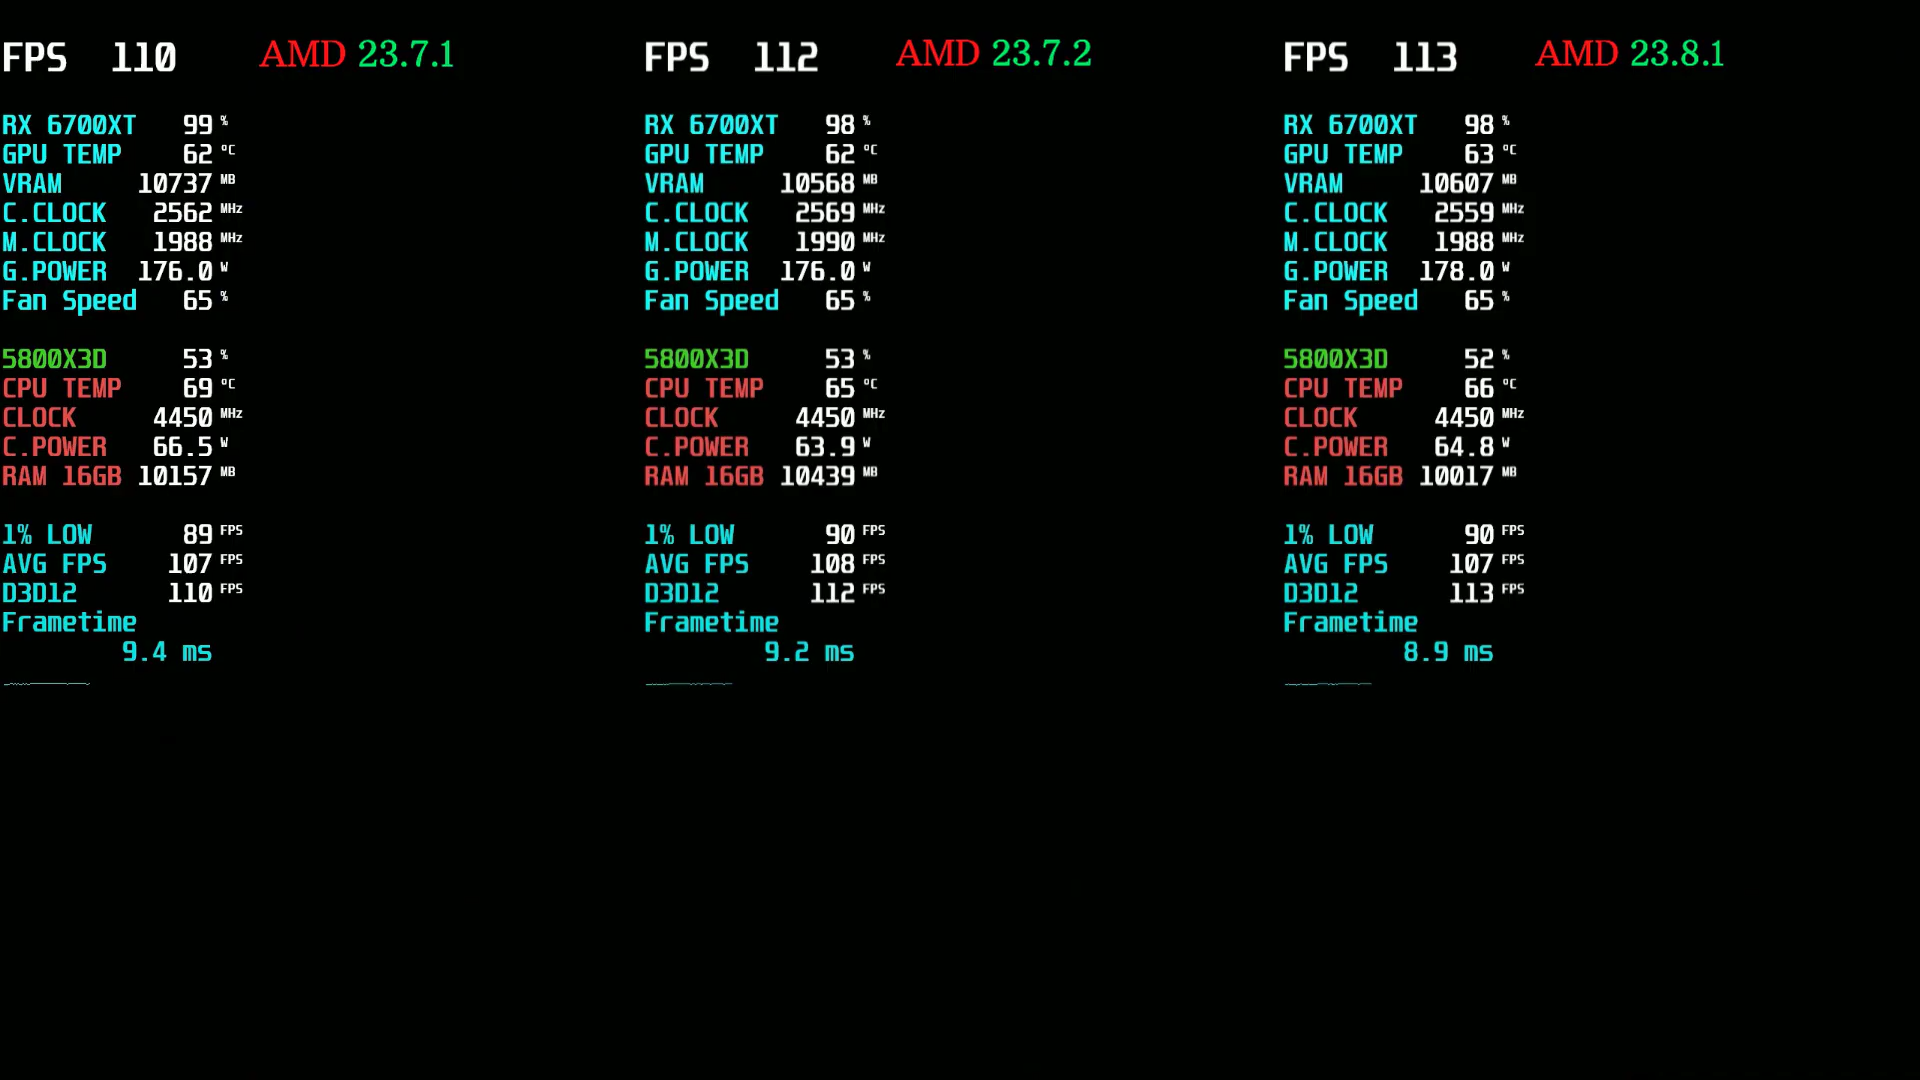 FPS 110 AMD 23.7.1
RX 6700XT 99 %
GPU TEMP 62 °C
VRAM 10737 MB
C.CLOCK 2562 MHz
M.CLOCK 1988 MHz
G.POWER 176.0 W
Fan Speed 65 %
5800X3D 53 %
CPU TEMP 69 °C
CLOCK 4450 MHz
C.POWER 66.5 W
RAM 16GB 10157 MB
1% LOW 89 FPS
AVG FPS 107 FPS
D3D12 110 FPS
Frametime
9.4 ms
FPS 112 AMD 23.7.2
RX 6700XT 98 %
GPU TEMP 62 °C
VRAM 10568 MB
C.CLOCK 2569 MHz
M.CLOCK 1990 MHz
G.POWER 176.0 W
Fan Speed 65 %
5800X3D 53 %
CPU TEMP 65 °C
CLOCK 4450 MHz
C.POWER 63.9 W
RAM 16GB 10439 MB
1% LOW 90 FPS
AVG FPS 108 FPS
D3D12 112 FPS
Frametime
9.2 ms
FPS 113 AMD 23.8.1
RX 6700XT 98 %
GPU TEMP 63 °C
VRAM 10607 MB
C.CLOCK 2559 MHz
M.CLOCK 1988 MHz
G.POWER 178.0 W
Fan Speed 65 %
5800X3D 52 %
CPU TEMP 66 °C
CLOCK 4450 MHz
C.POWER 64.8 W
RAM 16GB 10017 MB
1% LOW 90 FPS
AVG FPS 107 FPS
D3D12 113 FPS
Frametime
8.9 ms